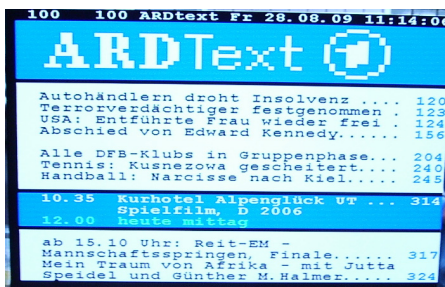 100 100 ARDtext Fr 28.08.09 11:14:00
ARDText 1
Autohändlern droht Insolvenz .... 120
Terrorverdächtiger festgenommen . 123
USA: Entführte Frau wieder frei . 124
Abschied von Edward Kennedy...... 156
Alle DFB-Klubs in Gruppenphase... 204
Tennis: Kusnezowa gescheitert.... 240
Handball: Narcisse nach Kiel..... 245
10.35 Kurhotel Alpenglück UT ... 314
Spielfilm, D 2006
12.00 heute mittag
ab 15.10 Uhr: Reit-EM -
Mannschaftsspringen, Finale...... 317
Mein Traum von Afrika - mit Jutta
Speidel und Günther M.Halmer..... 324